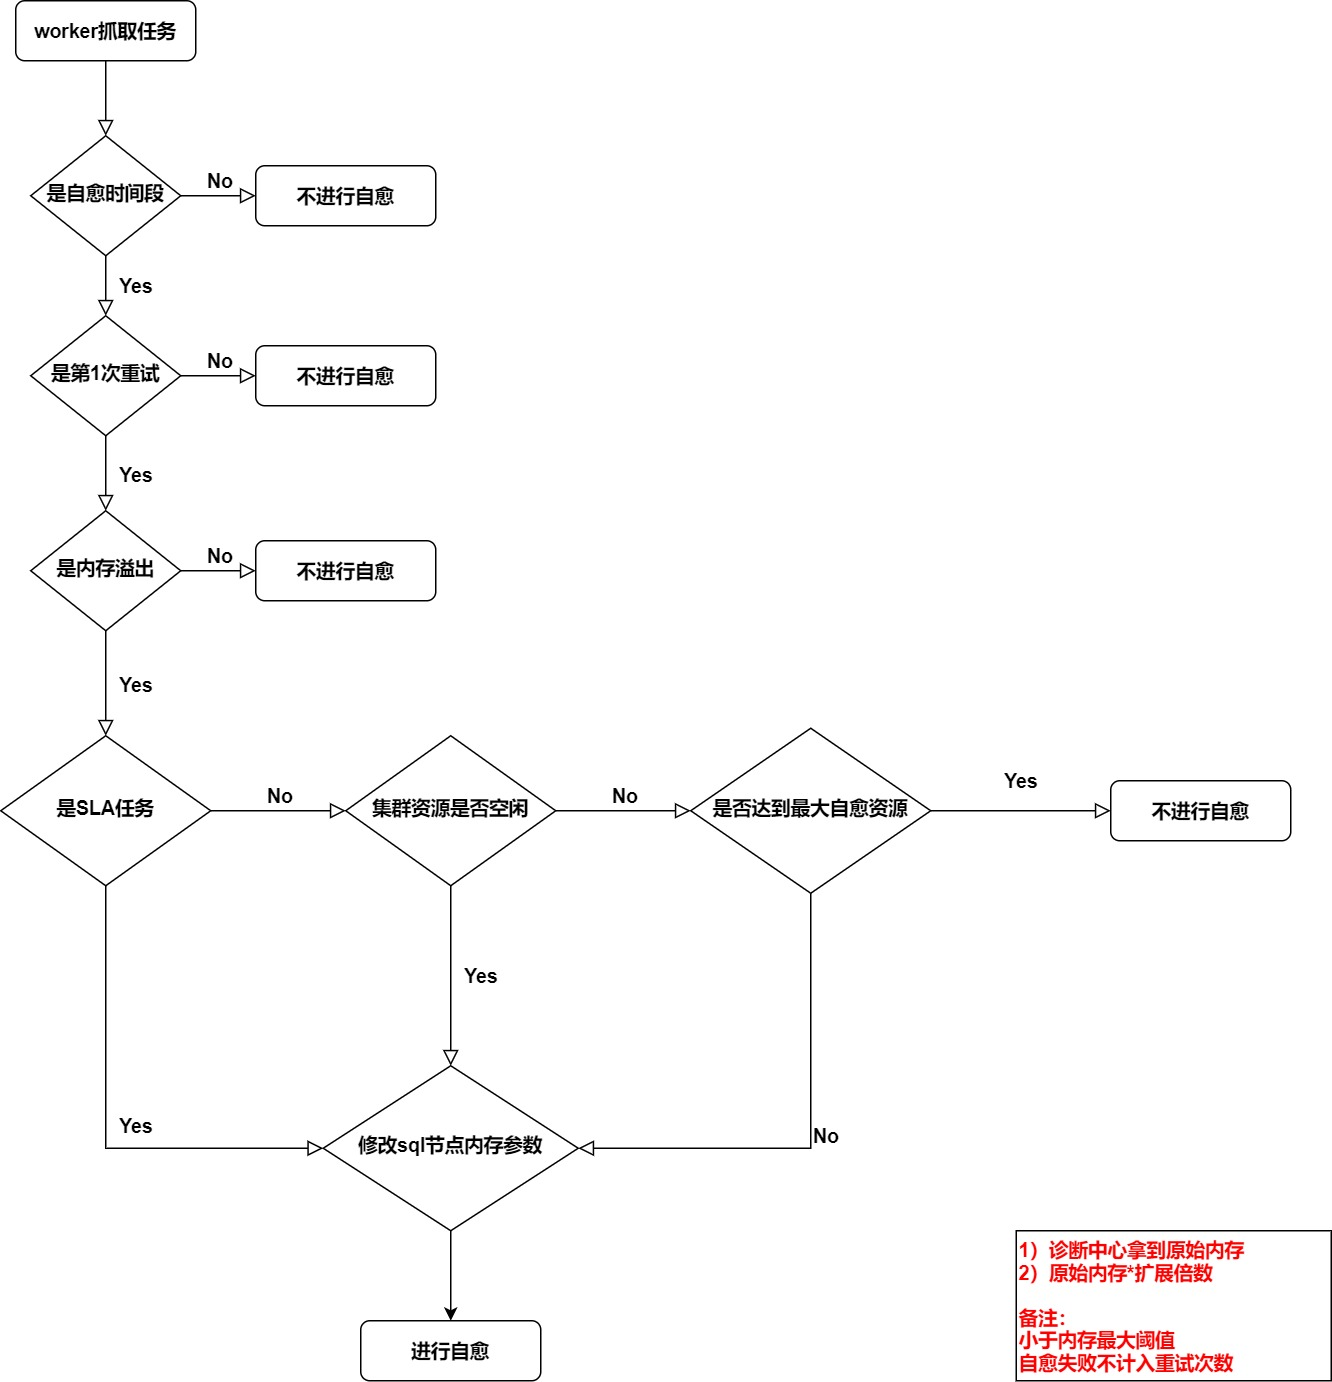 worker抓取任务
是自愈时间段
No
不进行自愈
Yes
是第1次重试
No
不进行自愈
Yes
是内存溢出
No
不进行自愈
Yes
是SLA任务
No
集群资源是否空闲
No
是否达到最大自愈资源
Yes
不进行自愈
Yes
Yes
No
修改sql节点内存参数
进行自愈
1）诊断中心拿到原始内存
2）原始内存*扩展倍数
备注：
小于内存最大阈值
自愈失败不计入重试次数